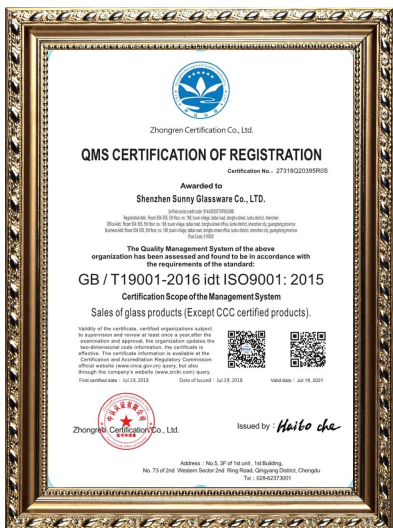 Zhongren Certification Co., Ltd.
QMS CERTIFICATION OF REGISTRATION
Certification No.: 27318Q20395R0S
Awarded to
Shenzhen Sunny Glassware Co., LTD.
The Quality Management System of the above
organization has been assessed and found to be in accordance with
the requirements of the standard:
GB / T19001-2016 idt ISO9001: 2015
Certification Scope of the Management System
Sales of glass products (Except CCC certified products).
Validity of the certificate, certified organizations subject
to supervision and review at least once a year,after the
examination and approval, the organization updates the
two-dimensional code information, the certificate is
effective. The certificate information is available at the
Certification and Accreditation Regulatory Commission
official website (www.cnca.gov.cn) query, but also
through the company's website (www.zrcln.com) query.
First certified date : Jul.19, 2018 Date of Issued : Jul.19, 2018 Valid date : Jul 18, 2021
Zhongren Certification Co., Ltd.
Issued by : Haibo che
Address : No.5, 3F of 1st unit , 1st Building,
No. 73 of 2nd Western Sector 2nd Ring Road, Qingyang District, Chengdu
Tel : 028-62373001